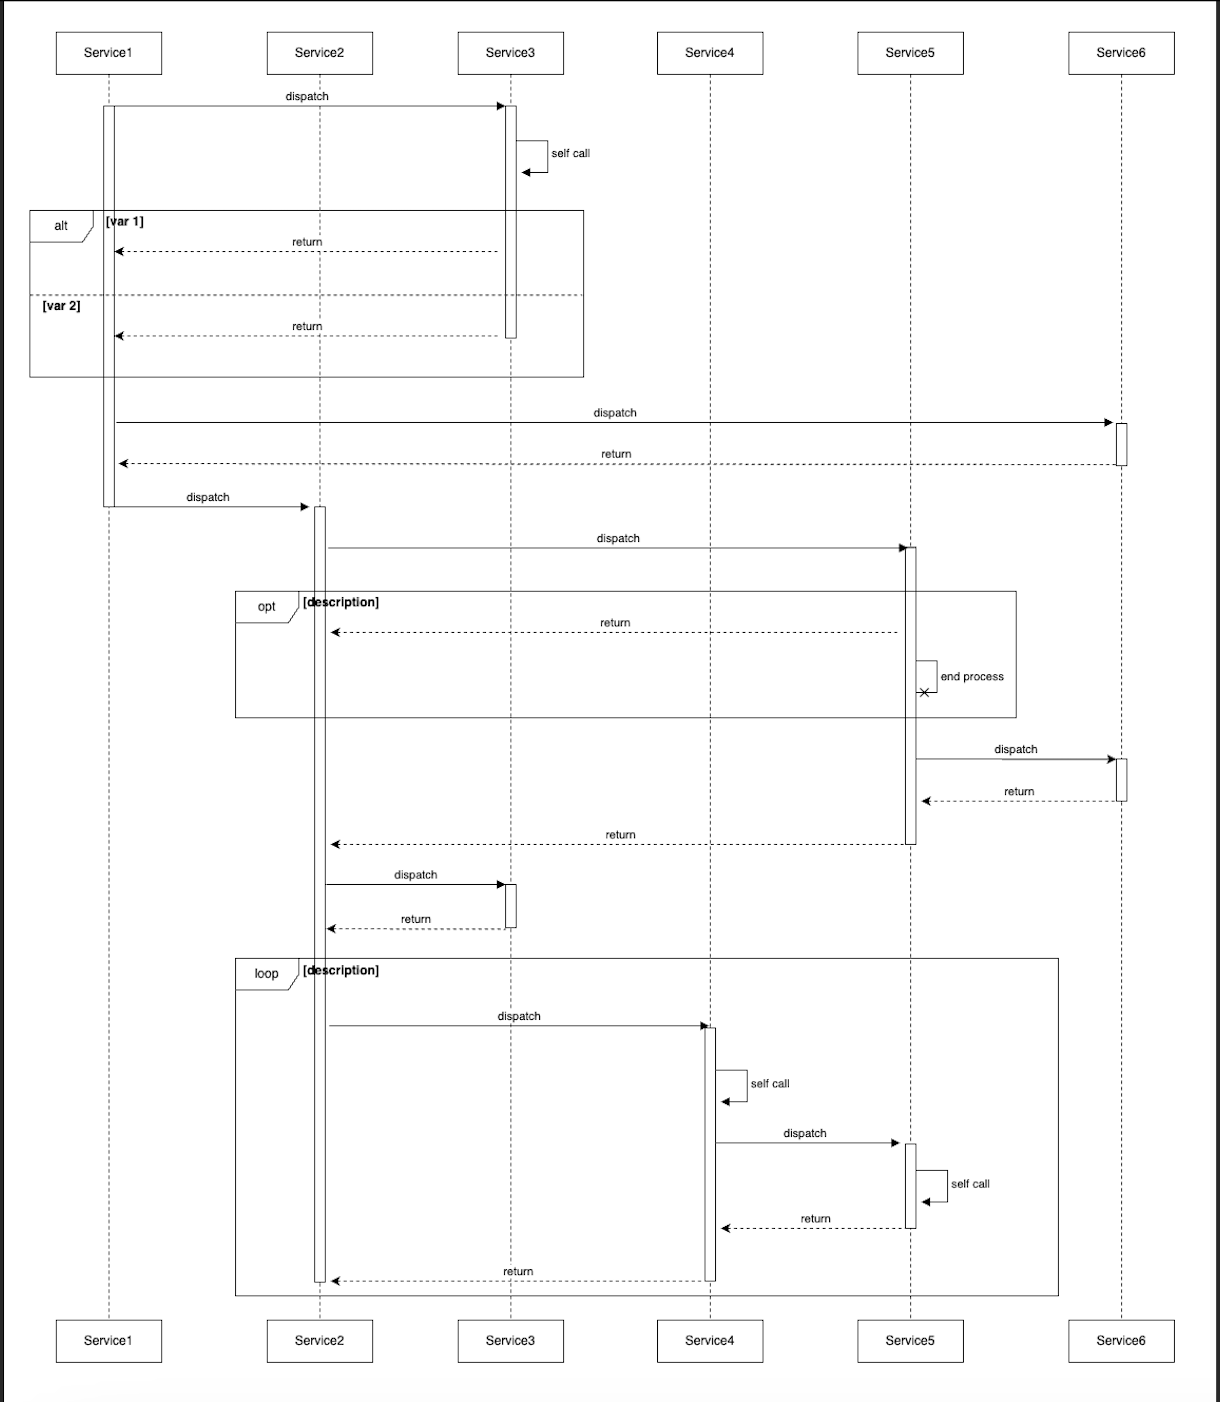 Service1
Service2
Service3
Service4
Service5
Service6
dispatch
self call
alt
[var 1]
return
[var 2]
return
dispatch
return
dispatch
dispatch
opt
[description]
return
end process
dispatch
return
return
dispatch
return
loop
[description]
dispatch
self call
dispatch
self call
return
return
Service1
Service2
Service3
Service4
Service5
Service6